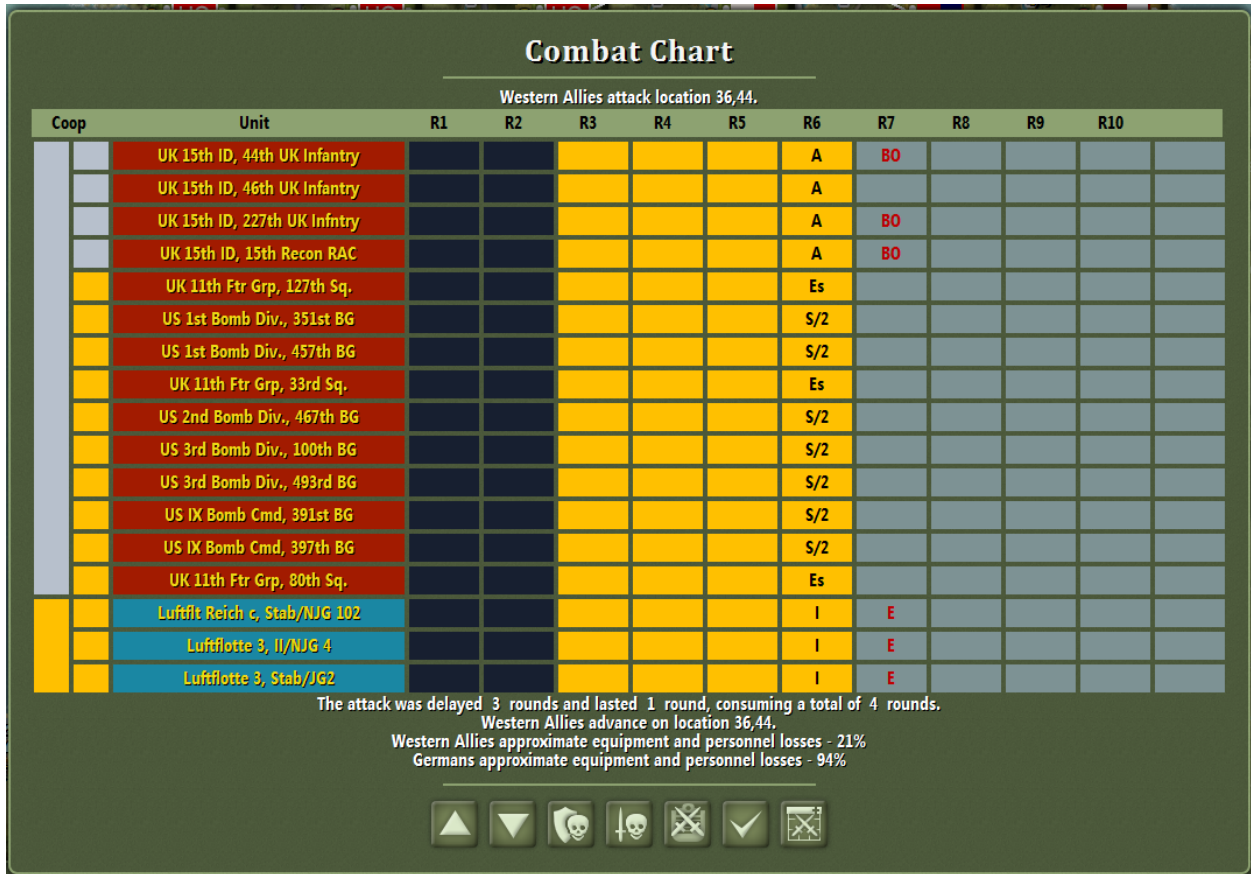 Combat Chart
Western Allies attack location 36,44.
Coop Unit R1 R2 R3 R4 R5 R6 R7 R8 R9 R10
UK 15th ID, 44th UK Infantry A BO
UK 15th ID, 46th UK Infantry A
UK 15th ID, 227th UK Infntry A BO
UK 15th ID, 15th Recon RAC A BO
UK 11th Ftr Grp, 127th Sq. Es
US 1st Bomb Div., 351st BG S/2
US 1st Bomb Div., 457th BG S/2
UK 11th Ftr Grp, 33rd Sq. Es
US 2nd Bomb Div., 467th BG S/2
US 3rd Bomb Div., 100th BG S/2
US 3rd Bomb Div., 493rd BG S/2
US IX Bomb Cmd, 391st BG S/2
US IX Bomb Cmd, 397th BG S/2
UK 11th Ftr Grp, 80th Sq. Es
Luftflt Reich c, Stab/NJG 102 I E
Luftflotte 3, II/NJG 4 I E
Luftflotte 3, Stab/JG2 I E
The attack was delayed 3 rounds and lasted 1 round, consuming a total of 4 rounds.
Western Allies advance on location 36,44.
Western Allies approximate equipment and personnel losses - 21%
Germans approximate equipment and personnel losses - 94%